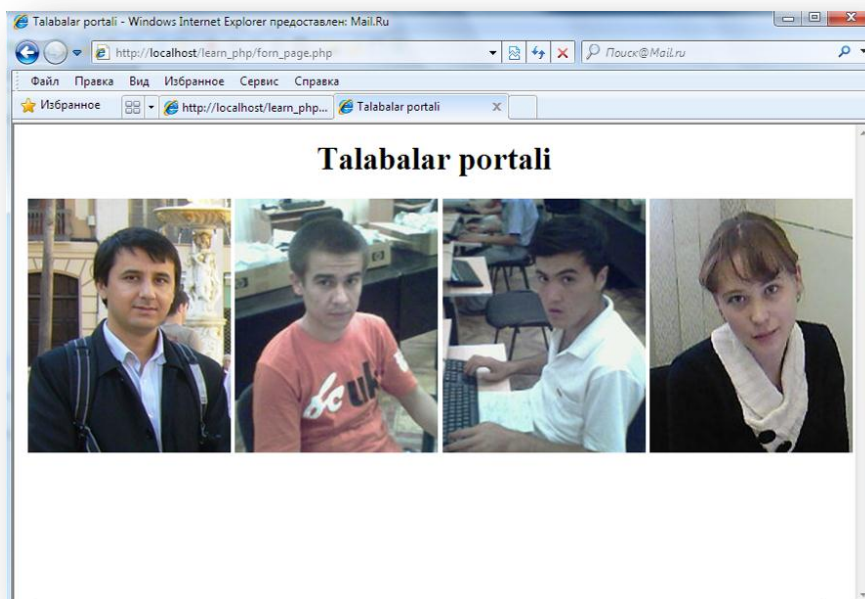 Talabalar portali - Windows Internet Explorer предоставлен: Mail.Ru
http://localhost/learn_php/forn_page.php
Поиск@Mail.ru
Файл Правка Вид Избранное Сервис Справка
Избранное
http://localhost/learn_php...
Talabalar portali
Talabalar portali
uk